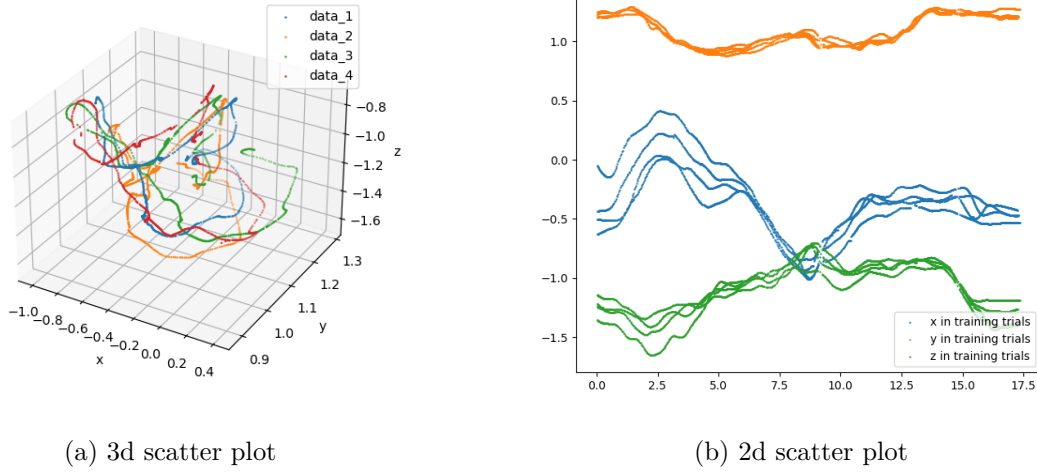 data_1
data_2
data_3
data_4
-0.8
-1.0
-1.2
-1.4
-1.6
z
1.3
1.2
1.1
1.0
0.9
y
-1.0
-0.8
-0.6
-0.4
-0.2
0.0
0.2
0.4
x
1.0
0.5
0.0
−0.5
−1.0
−1.5
0.0
2.5
5.0
7.5
10.0
12.5
15.0
17.5
x in training trials
y in training trials
z in training trials
(a) 3d scatter plot
(b) 2d scatter plot